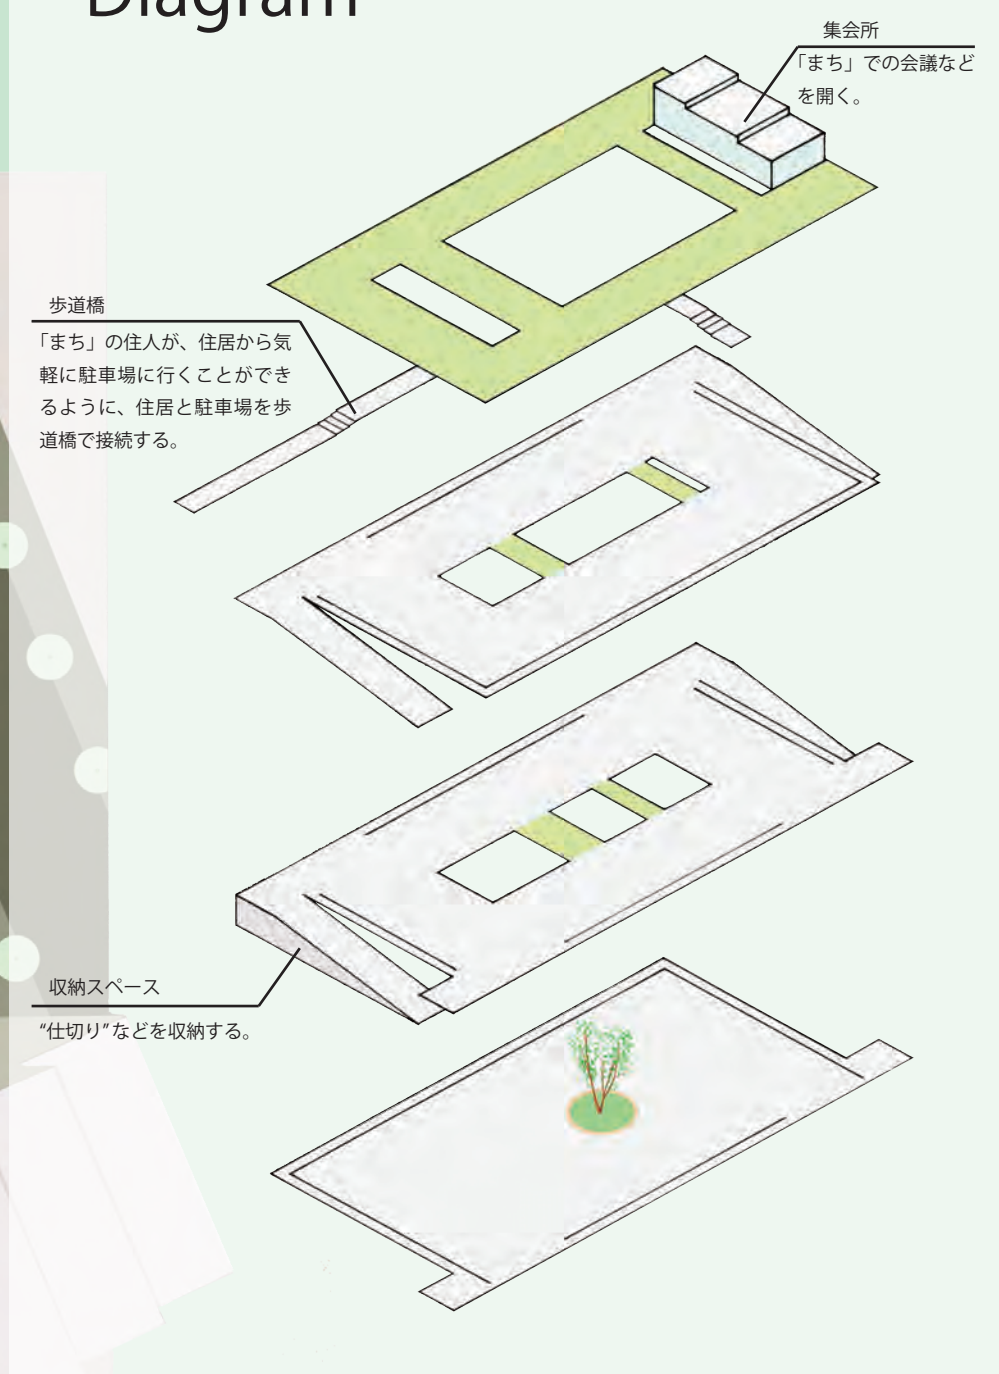 Diagram
集会所
「まち」での会議など
を開く。
歩道橋
「まち」の住人が、住居から気
軽に駐車場に行くことができ
るように、住居と駐車場を歩
道橋で接続する。
収納スペース
“仕切り”などを収納する。